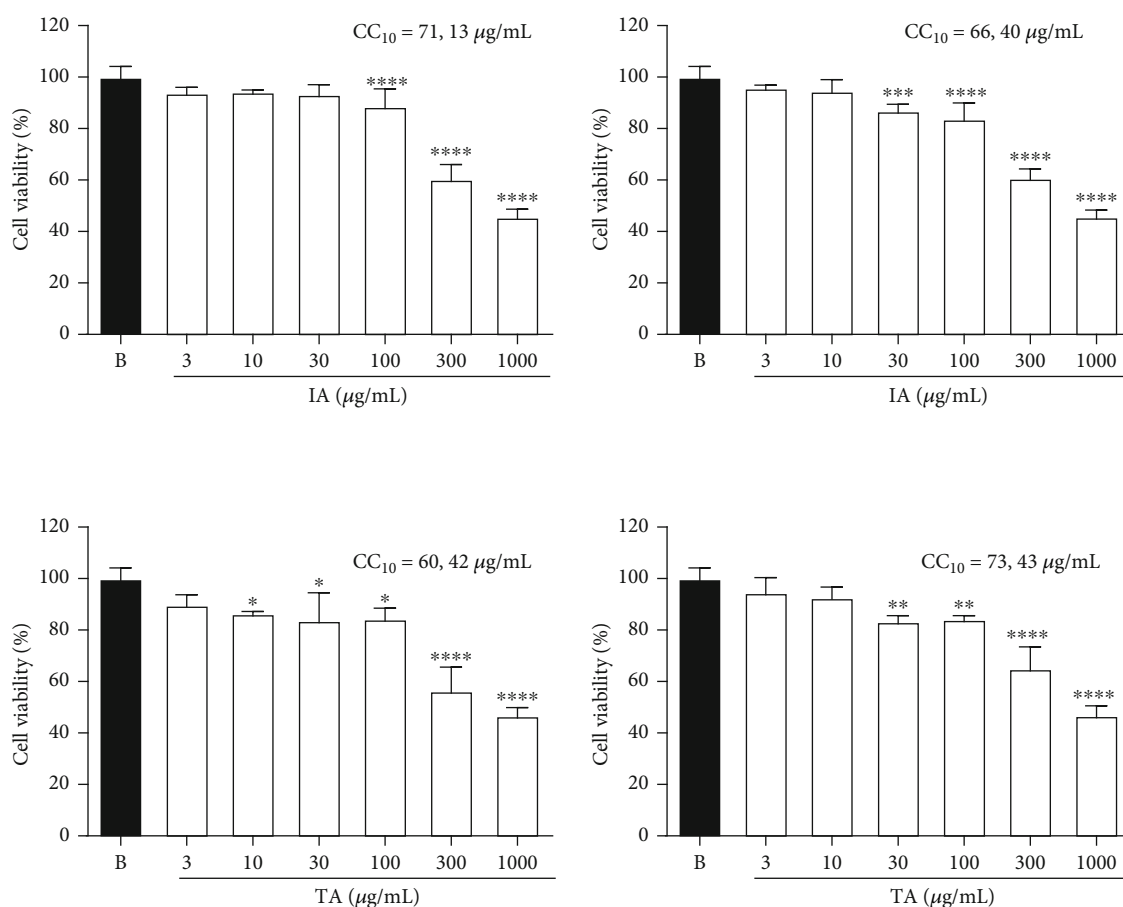 CC10 = 71, 13 μg/mL
120
100
80
60
40
20
0
Cell viability (%)
****
****
****
B 3 10 30 100 300 1000
IA (μg/mL)
CC10 = 66, 40 μg/mL
120
100
80
60
40
20
0
Cell viability (%)
***
****
****
****
B 3 10 30 100 300 1000
IA (μg/mL)
CC10 = 60, 42 μg/mL
120
100
80
60
40
20
0
Cell viability (%)
*
*
*
****
****
B 3 10 30 100 300 1000
TA (μg/mL)
CC10 = 73, 43 μg/mL
120
100
80
60
40
20
0
Cell viability (%)
**
**
****
****
B 3 10 30 100 300 1000
TA (μg/mL)